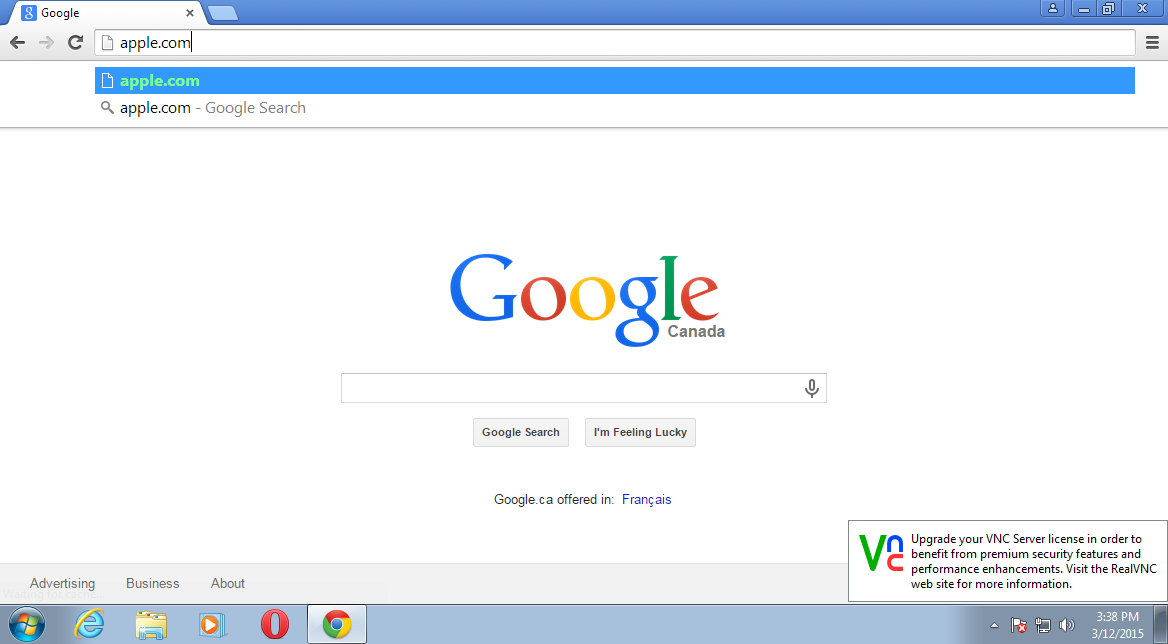 Google
apple.com
apple.com
apple.com - Google Search
Google
Canada
Google Search
I'm Feeling Lucky
Google.ca offered in: Français
Upgrade your VNC Server license in order to
benefit from premium security features and
performance enhancements. Visit the RealVNC
web site for more information.
Advertising
Business
About
Waiting for cache...
3:38 PM
3/12/2015